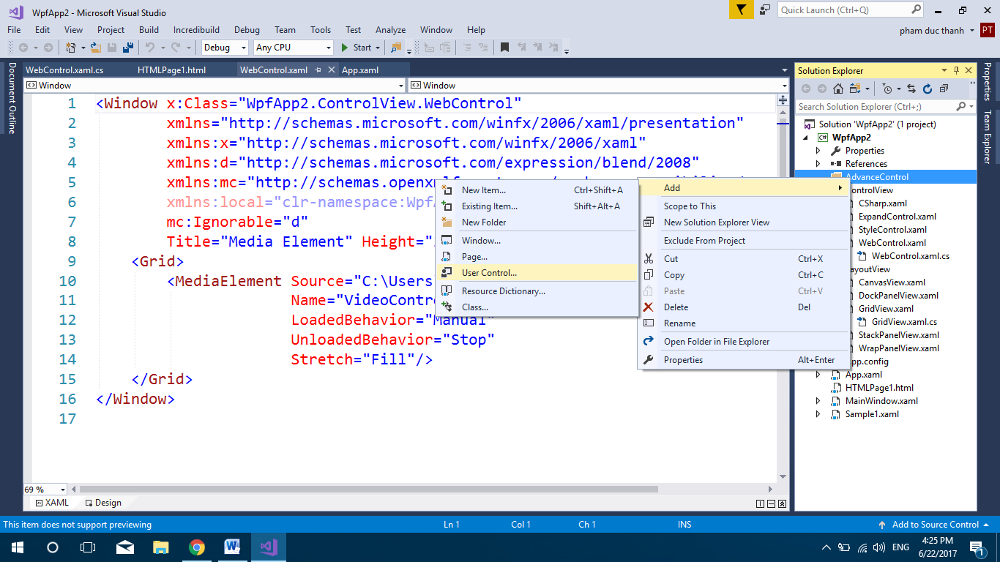 WpfApp2 - Microsoft Visual Studio
Quick Launch (Ctrl+Q)
File Edit View Project Build Incredibuild Debug Team Tools Test Analyze Window Help
pham duc thanh PT
Debug Any CPU Start
Document Outline
WebControl.xaml.cs HTMLPage1.html WebControl.xaml App.xaml
Window Window
1 <Window x:Class="WpfApp2.ControlView.WebControl"
2 xmlns="http://schemas.microsoft.com/winfx/2006/xaml/presentation"
3 xmlns:x="http://schemas.microsoft.com/winfx/2006/xaml"
4 xmlns:d="http://schemas.microsoft.com/expression/blend/2008"
5 xmlns:mc="http://schemas.
6 xmlns:local="clr-namespace:Wpf
7 mc:Ignorable="d"
8 Title="Media Element" Height="
9 <Grid>
10 <MediaElement Source="C:\Users
11 Name="VideoContro
12 LoadedBehavior="Manual"
13 UnloadedBehavior="Stop"
14 Stretch="Fill"/>
15 </Grid>
16 </Window>
17
New Item... Ctrl+Shift+A
Existing Item... Shift+Alt+A
New Folder
Window...
Page...
User Control...
Resource Dictionary...
Class...
Add
Scope to This
New Solution Explorer View
Exclude From Project
Cut Ctrl+X
Copy Ctrl+C
Paste Ctrl+V
Delete Del
Rename
Open Folder in File Explorer
Properties Alt+Enter
Solution Explorer
Search Solution Explorer (Ctrl+;)
Solution 'WpfApp2' (1 project)
C# WpfApp2
Properties
References
AdvanceControl
ontrolView
CSharp.xaml
ExpandControl.xaml
StyleControl.xaml
WebControl.xaml
WebControl.xaml.cs
ayoutView
CanvasView.xaml
DockPanelView.xaml
GridView.xaml
GridView.xaml.cs
StackPanelView.xaml
WrapPanelView.xaml
pp.config
App.xaml
HTMLPage1.html
MainWindow.xaml
Sample1.xaml
Properties
Team Explorer
69 %
XAML Design
This item does not support previewing Ln 1 Col 1 Ch 1 INS Add to Source Control
ENG
4:25 PM
6/22/2017
1